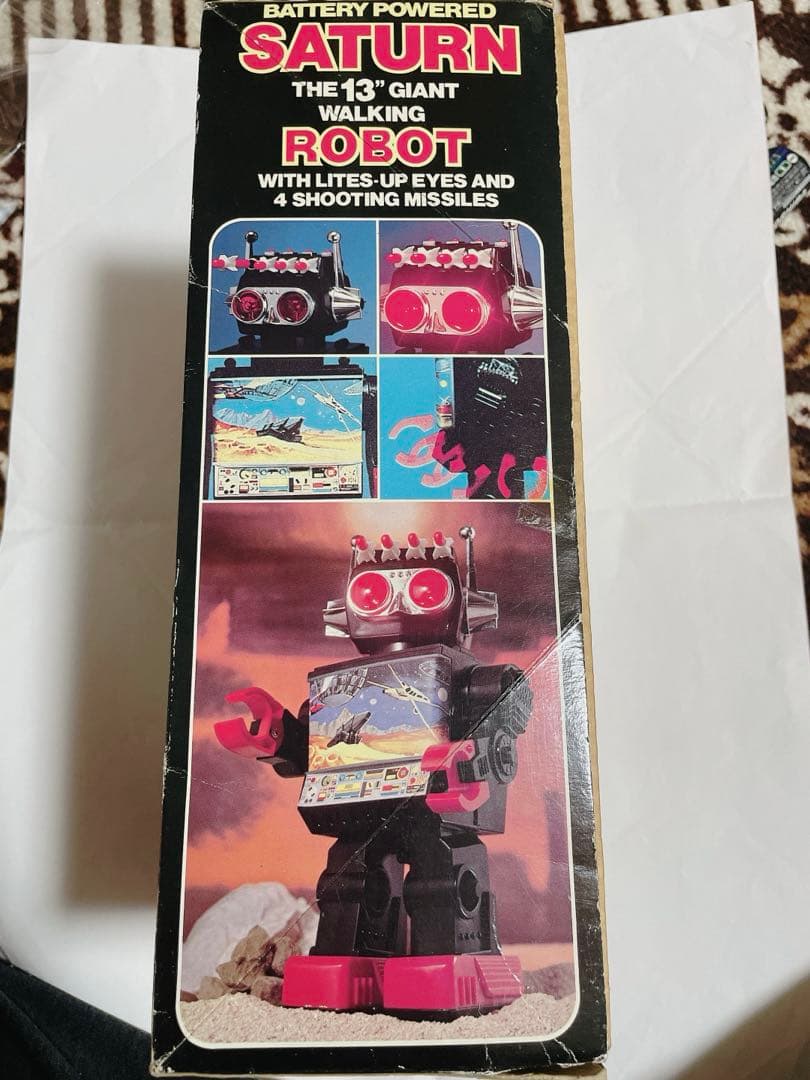 BATTERY POWERED
SATURN
THE 13” GIANT
WALKING
ROBOT
WITH LITES-UP EYES AND
4 SHOOTING MISSILES